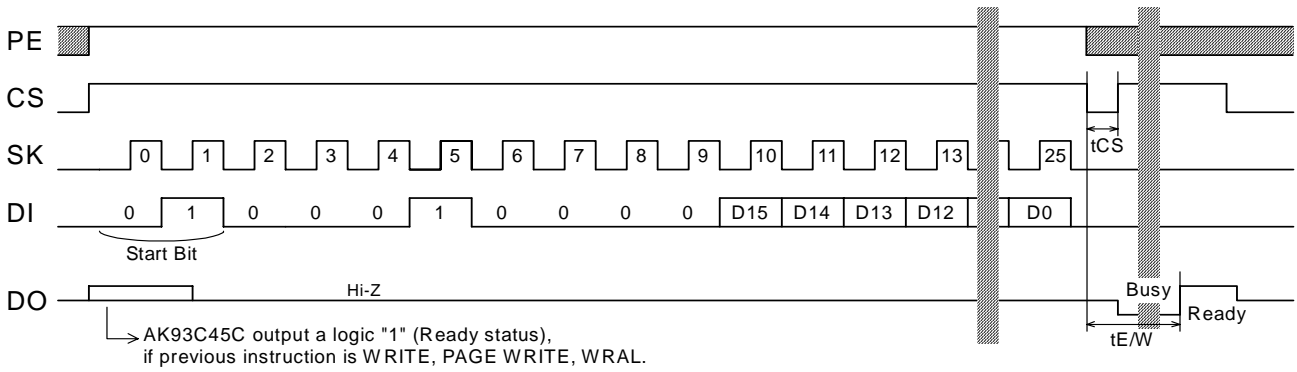 PE
CS
tCS
SK 0 1 2 3 4 5 6 7 8 9 10 11 12 13 25
DI 0 1 0 0 0 1 0 0 0 0 D15 D14 D13 D12 D0
Start Bit
DO Hi-Z Busy Ready
tE/W
AK93C45C output a logic "1" (Ready status),
if previous instruction is WRITE, PAGE WRITE, WRAL.